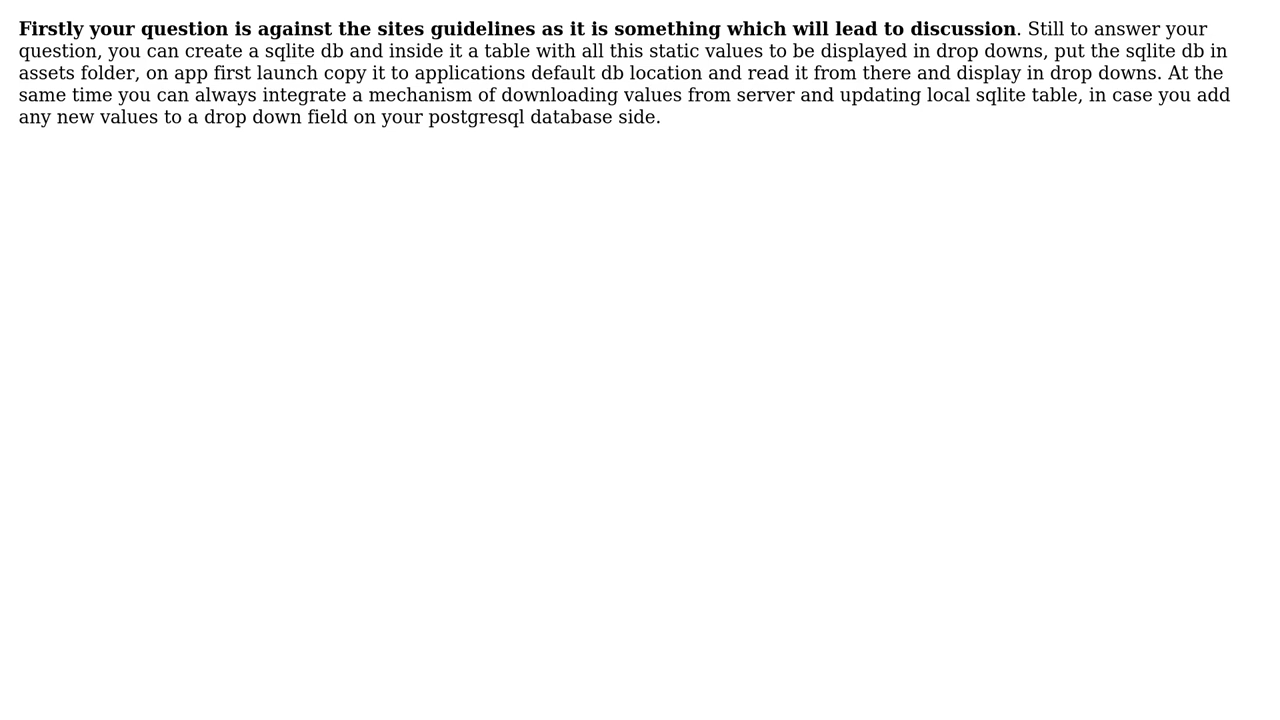 Firstly your question is against the sites guidelines as it is something which will lead to discussion. Still to answer your
question, you can create a sqlite db and inside it a table with all this static values to be displayed in drop downs, put the sqlite db in
assets folder, on app first launch copy it to applications default db location and read it from there and display in drop downs. At the
same time you can always integrate a mechanism of downloading values from server and updating local sqlite table, in case you add
any new values to a drop down field on your postgresql database side.